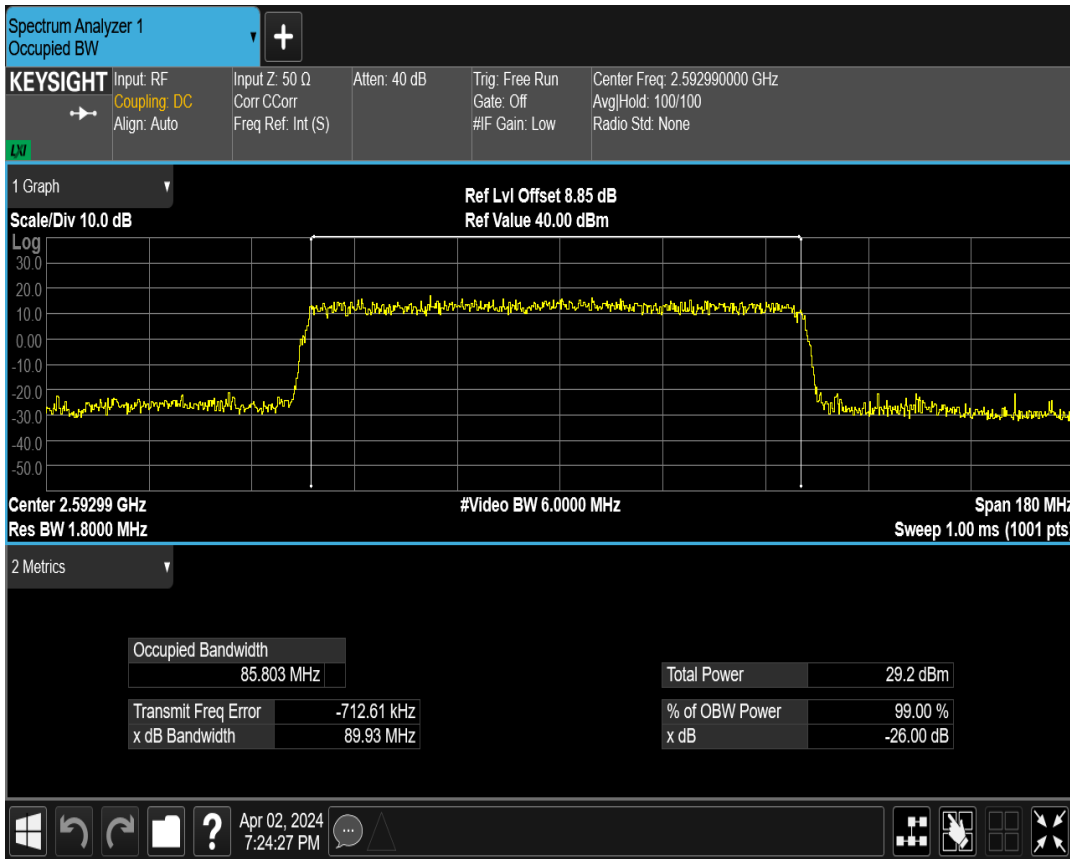 Spectrum Analyzer 1
Occupied BW
+
KEYSIGHT
LXI
Input: RF
Coupling: DC
Align: Auto
Input Z: 50 Ω
Corr CCorr
Freq Ref: Int (S)
Atten: 40 dB
Trig: Free Run
Gate: Off
#IF Gain: Low
Center Freq: 2.592990000 GHz
Avg|Hold: 100/100
Radio Std: None
1 Graph
Scale/Div 10.0 dB
Ref Lvl Offset 8.85 dB
Ref Value 40.00 dBm
Log
30.0
20.0
10.0
0.00
-10.0
-20.0
-30.0
-40.0
-50.0
Center 2.59299 GHz
#Video BW 6.0000 MHz
Span 180 MHz
Res BW 1.8000 MHz
Sweep 1.00 ms (1001 pts)
2 Metrics
Occupied Bandwidth
85.803 MHz
Total Power 29.2 dBm
Transmit Freq Error -712.61 kHz
% of OBW Power 99.00 %
x dB Bandwidth 89.93 MHz
x dB -26.00 dB
?
Apr 02, 2024
7:24:27 PM
...